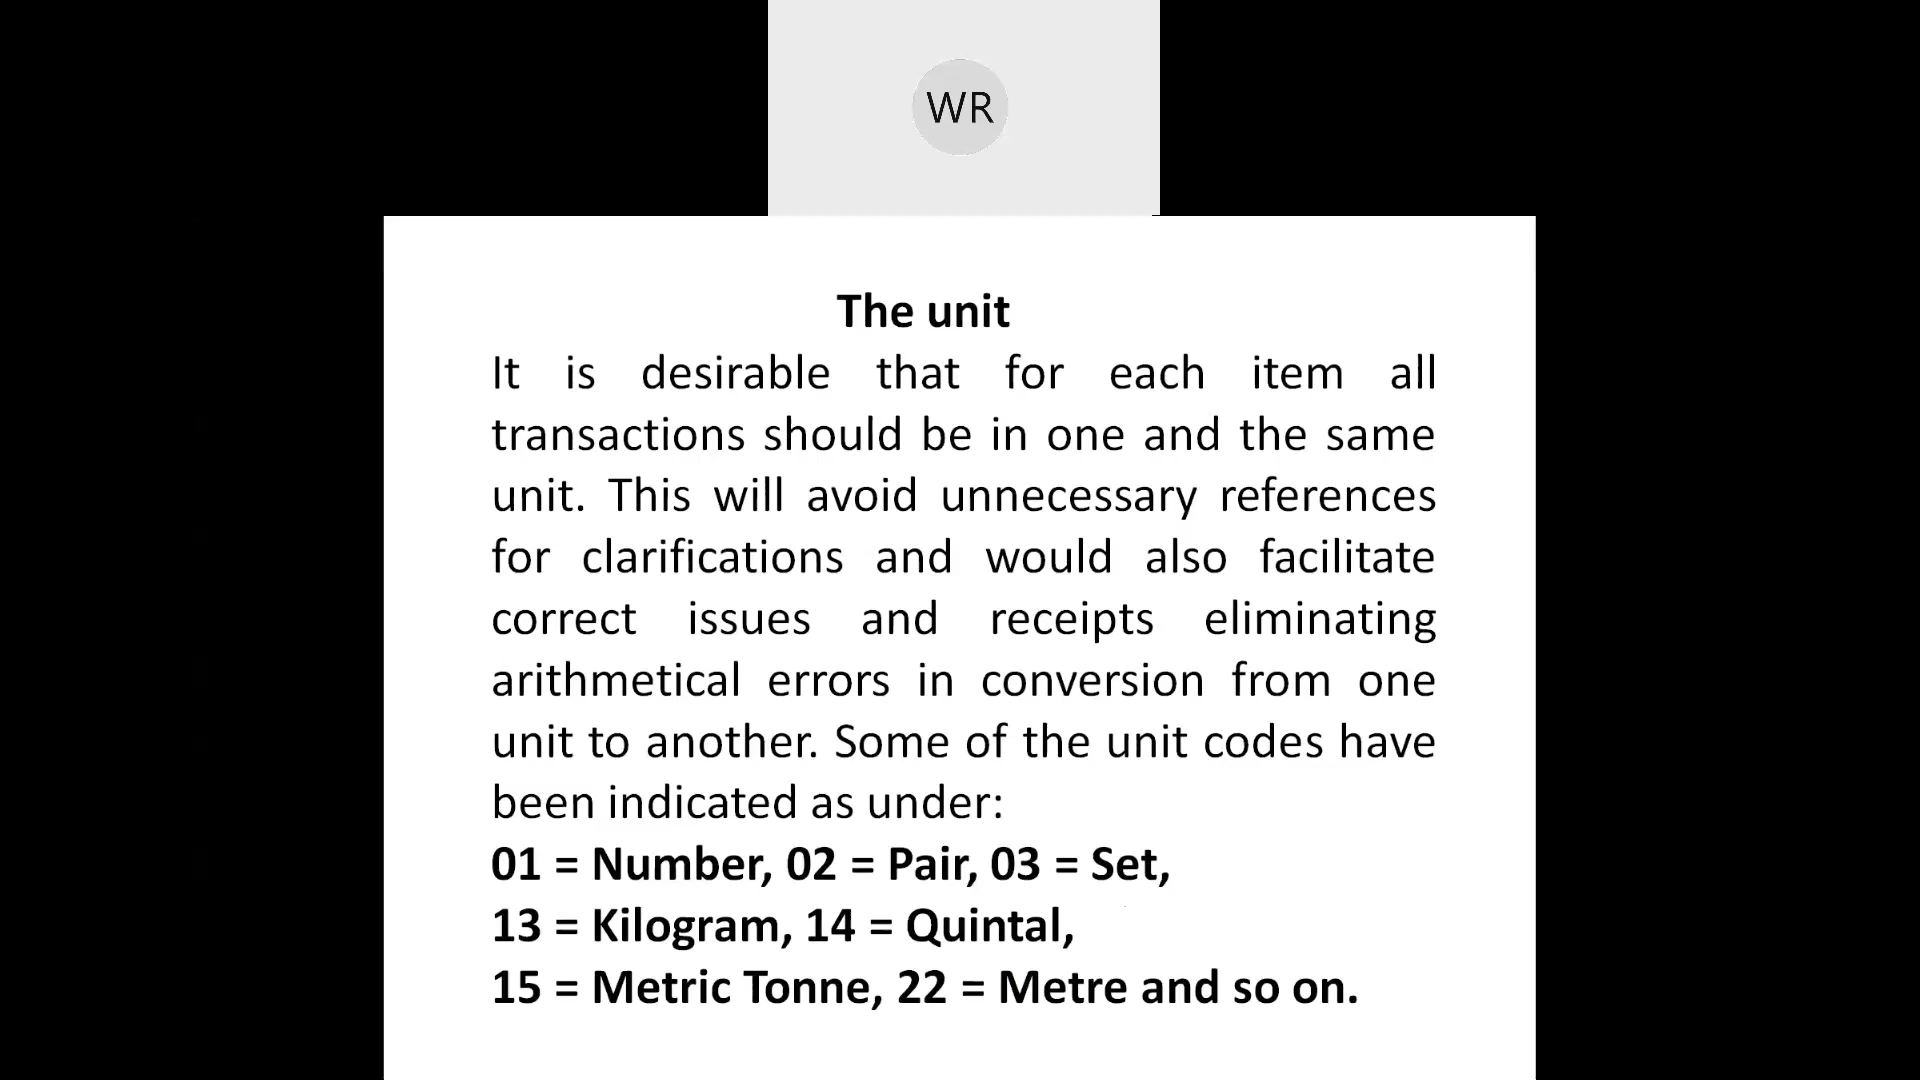 WR
The unit
It is desirable that for each item all
transactions should be in one and the same
unit. This will avoid unnecessary references
for clarifications and would also facilitate
correct issues and receipts eliminating
arithmetical errors in conversion from one
unit to another. Some of the unit codes have
been indicated as under:
01 = Number, 02 = Pair, 03 = Set,
13 = Kilogram, 14 = Quintal,
15 = Metric Tonne, 22 = Metre and so on.